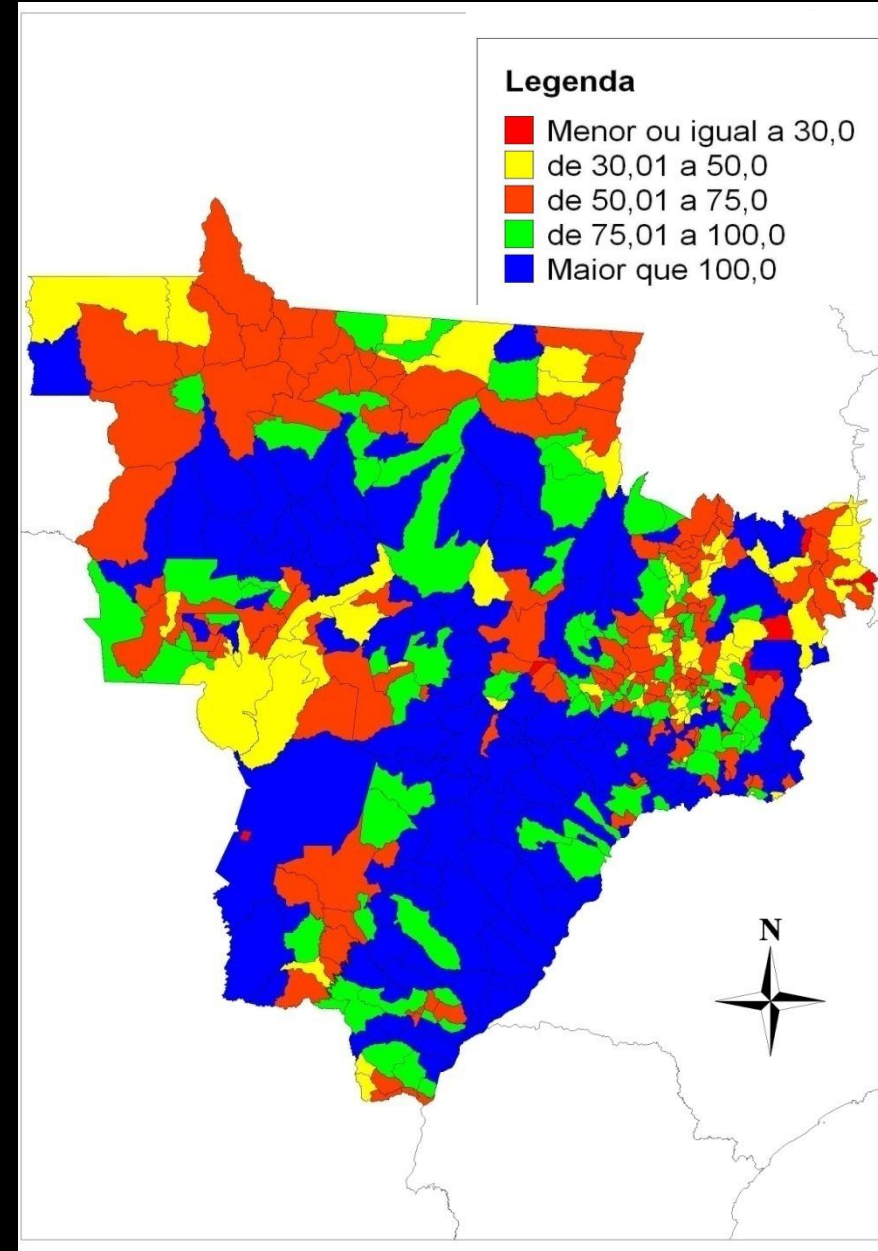 Legenda
Menor ou igual a 30,0
de 30,01 a 50,0
de 50,01 a 75,0
de 75,01 a 100,0
Maior que 100,0
N